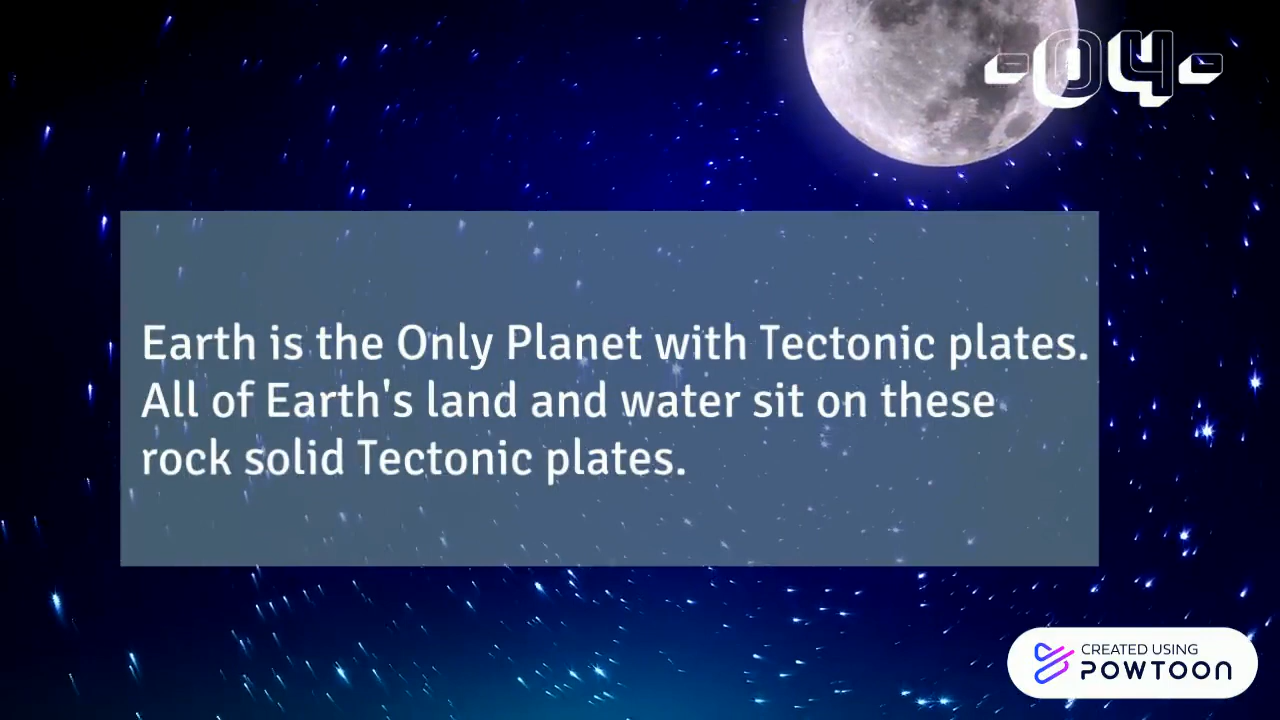 -04-
Earth is the Only Planet with Tectonic plates.
All of Earth's land and water sit on these
rock solid Tectonic plates.
CREATED USING
POWTOON